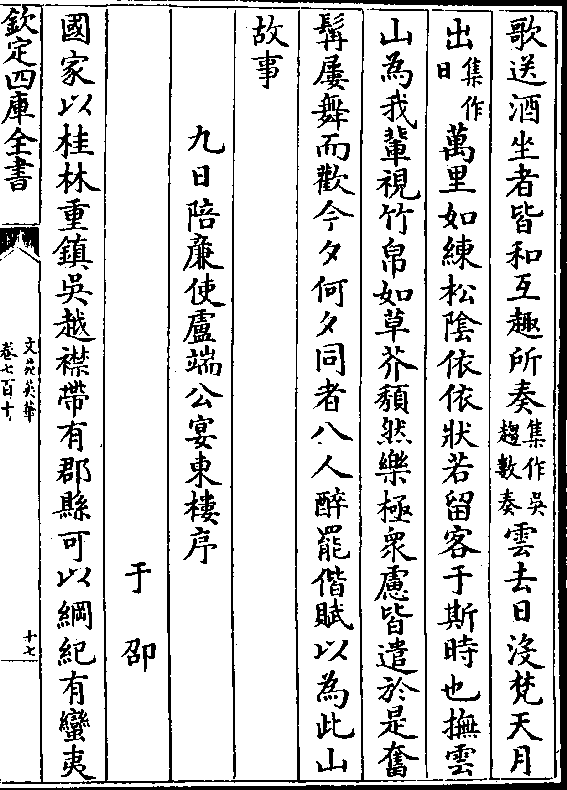 歌送酒坐者皆和互趣所奏集作吳趨數奏雲去日沒梵天月
出集作日萬里如練松陰依依狀若留客于斯時也撫雲
山為我輩視竹帛如草芥頹然樂極衆慮皆遣於是奮
髯屢舞而歡今夕何夕同者八人醉罷偕賦以為此山
故事
九日陪廉使盧端公宴東樓序
于邵
國家以桂林重鎮吳越襟帶有郡縣可以綱紀有蠻夷
欽定四庫全書
文苑英華
卷七百十
十七